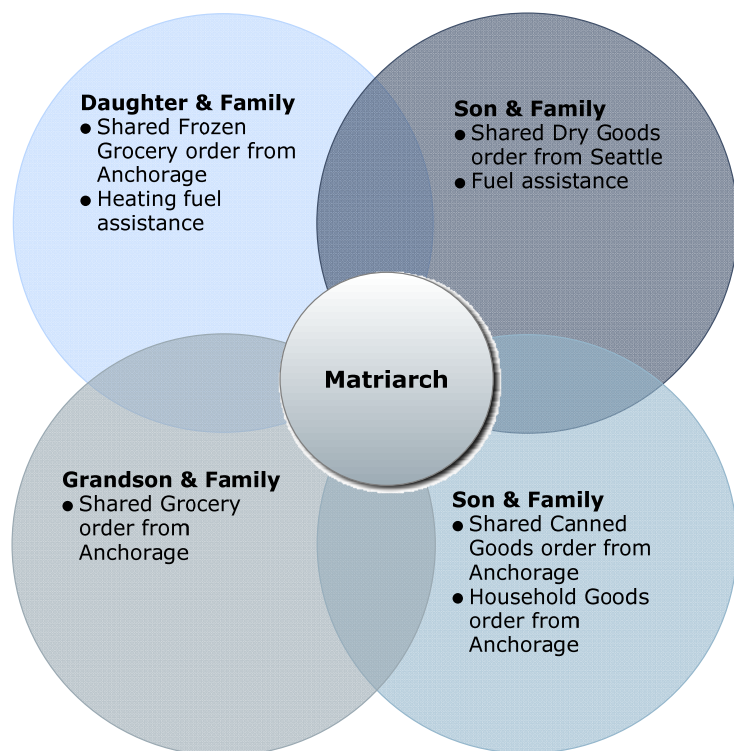 Daughter & Family
● Shared Frozen
Grocery order from
Anchorage
● Heating fuel
assistance
Son & Family
● Shared Dry Goods
order from Seattle
● Fuel assistance
Matriarch
Grandson & Family
● Shared Grocery
order from
Anchorage
Son & Family
● Shared Canned
Goods order from
Anchorage
● Household Goods
order from
Anchorage